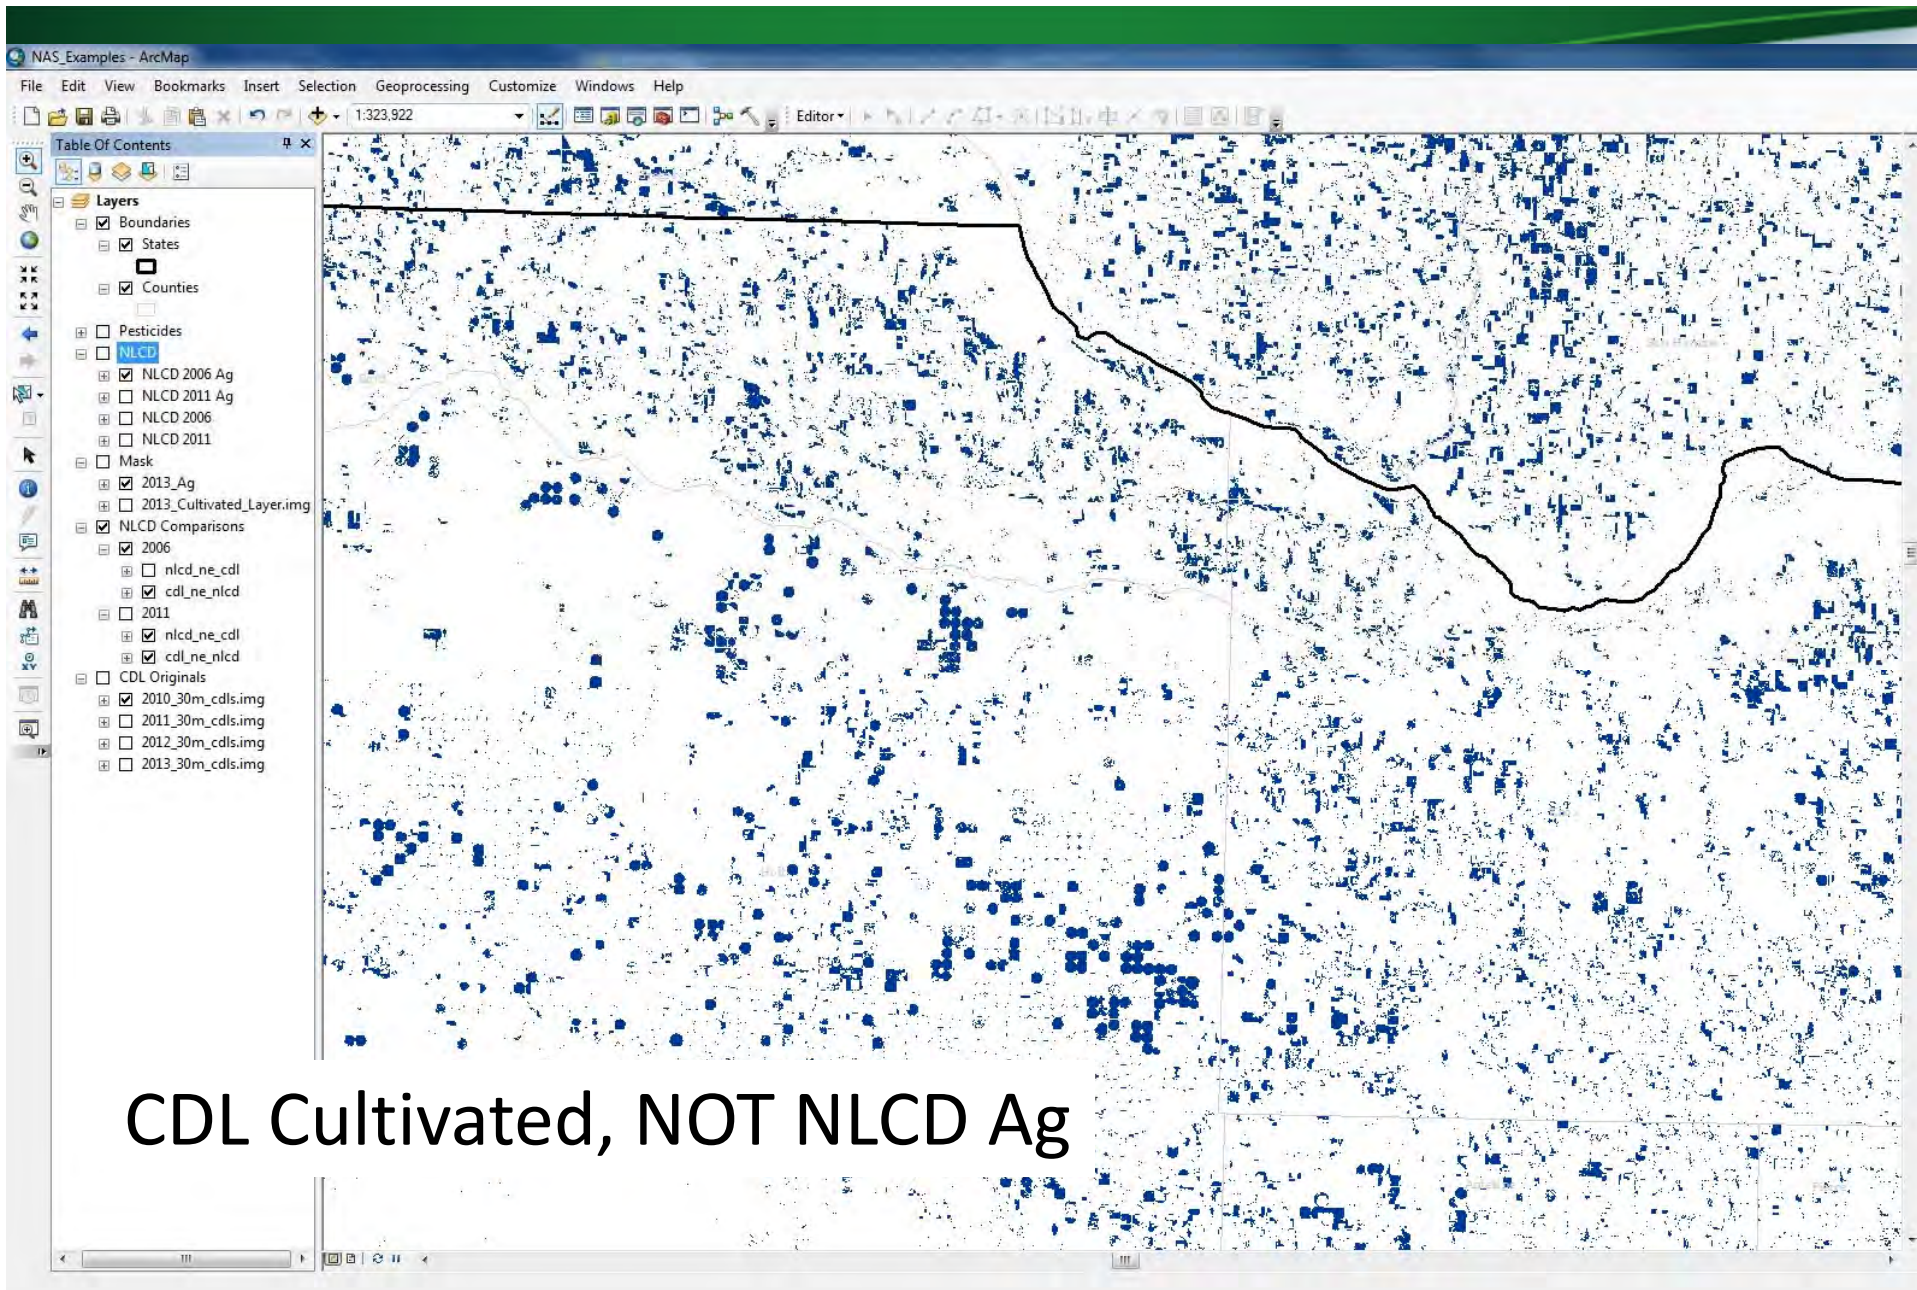 NAS_Examples - ArcMap
File Edit View Bookmarks Insert Selection Geoprocessing Customize Windows Help
1:323,922
Editor
Table Of Contents
Layers
Boundaries
States
Counties
Pesticides
NLCD
NLCD 2006 Ag
NLCD 2011 Ag
NLCD 2006
NLCD 2011
Mask
2013_Ag
2013_Cultivated_Layer.img
NLCD Comparisons
2006
nlcd_ne_cdl
cdl_ne_nlcd
2011
nlcd_ne_cdl
cdl_ne_nlcd
CDL Originals
2010_30m_cdls.img
2011_30m_cdls.img
2012_30m_cdls.img
2013_30m_cdls.img
CDL Cultivated, NOT NLCD Ag